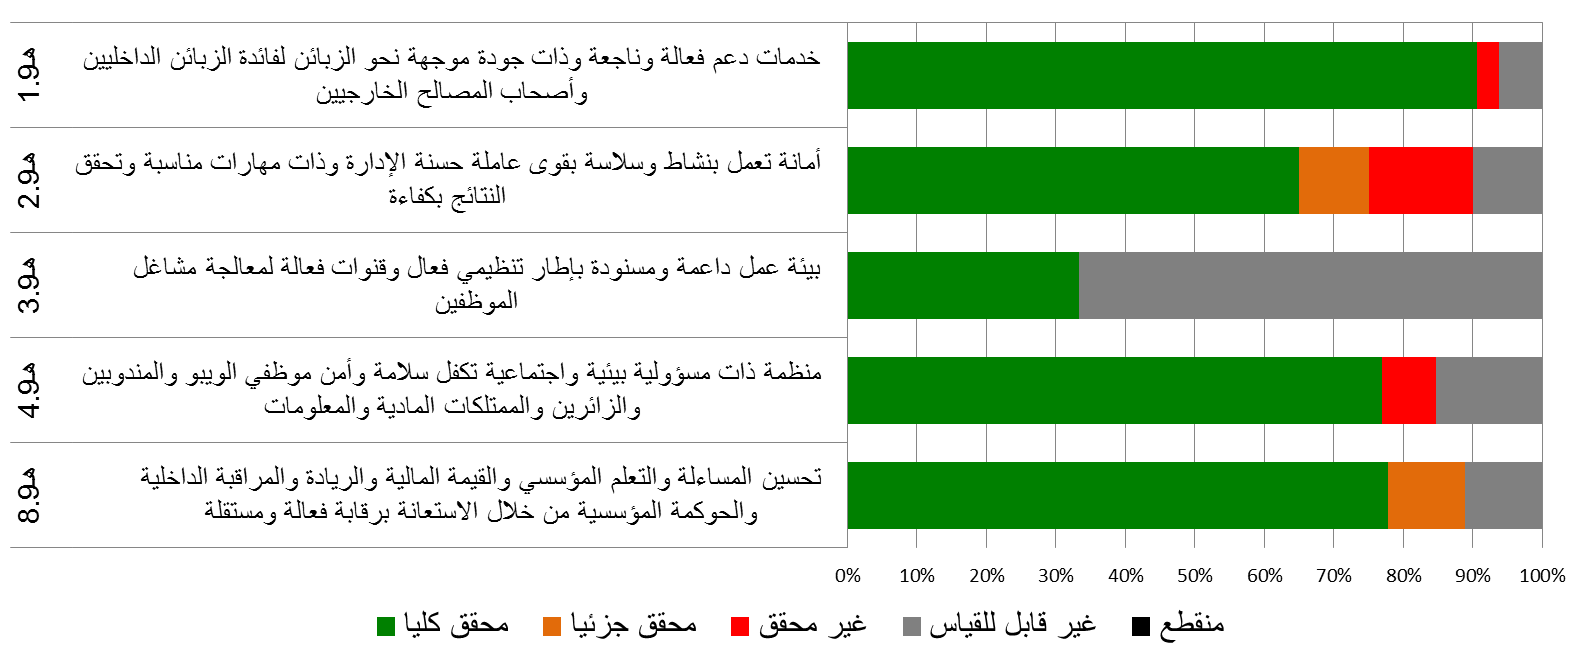 خدمات دعم فعالة وناجعة وذات جودة موجهة نحو الزبائن لفائدة الزبائن الداخليين
وأصحاب المصالح الخارجيين
1.9
أمانة تعمل بنشاط وسلاسة بقوى عاملة حسنة الإدارة وذات مهارات مناسبة وتحقق
النتائج بكفاءة
2.9
بيئة عمل داعمة ومسنودة بإطار تنظيمي فعال وقنوات فعالة لمعالجة مشاغل
الموظفين
3.9
منظمة ذات مسؤولية بيئية واجتماعية تكفل سلامة وأمن موظفي الويبو والمندوبين
والزائرين والممتلكات المادية والمعلومات
4.9
تحسين المساءلة والتعلم المؤسسي والقيمة المالية والريادة والمراقبة الداخلية
والحوكمة المؤسسية من خلال الاستعانة برقابة فعالة ومستقلة
8.9
0% 10% 20% 30% 40% 50% 60% 70% 80% 90% 100%
محقق كليا محقق جزئيا غير محقق غير قابل للقياس منقطع